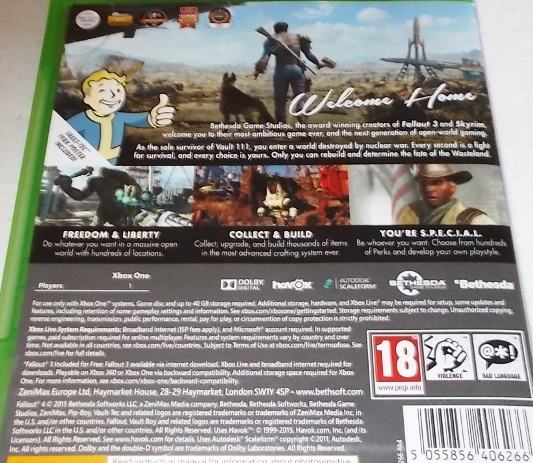 Welcome Home
Bethesda Game Studios, the award winning creators of Fallout 3 and Skyrim,
welcome you to their most ambitious game ever, and the next generation of open-world gaming.
As the sole survivor of Vault 111, you enter a world destroyed by nuclear war. Every second is a fight
for survival, and every choice is yours. Only you can rebuild and determine the fate of the Wasteland.
VAULT-TEC
PERK POSTER
INCLUDED!
FREEDOM & LIBERTY
Do whatever you want in a massive open
world with hundreds of locations.
COLLECT & BUILD
Collect, upgrade, and build thousands of items
in the most advanced crafting system ever.
YOU'RE S.P.E.C.I.A.L.
Be whoever you want. Choose from hundreds
of Perks and develop your own playstyle.
Xbox One
Players 1
DOLBY
DIGITAL
havok
AUTODESK
SCALEFORM
BETHESDA
GAME STUDIOS
Bethesda
For use only with Xbox One™ systems. Game disc and up to 40 GB storage required. Additional storage, hardware, and Xbox Live® may be required for setup, some updates and
features, including retention of some gameplay settings and information. See xbox.com/xboxone/gettingstarted. Storage requirements subject to change. Unauthorized copying,
reverse engineering, transmission, public performance, rental, pay for play, or circumvention of copy protection is strictly prohibited.
Xbox Live System Requirements: Broadband internet (ISP fees apply), and Microsoft® account required. In supported
games, paid subscription required for online multiplayer. Features and system requirements vary by country and over
time. Not available in all countries, see xbox.com/live/countries. Subject to Terms of Use at xbox.com/live/termsofuse. See
xbox.com/live for full details.
"Fallout" 3 Included for Free: Fallout 3 available via internet download. Xbox Live and broadband internet required for
downloads. Playable on Xbox 360 or Xbox One via backward compatibility. Additional storage space required for Xbox
One. For more information, see xbox.com/xbox-one/backward-compatibility.
ZeniMax Europe Ltd, Haymarket House, 28-29 Haymarket, London SW1Y 4SP • www.bethsoft.com
Fallout® 4 © 2015 Bethesda Softworks LLC, a ZeniMax Media company. Bethesda, Bethesda Softworks, Bethesda Game
Studios, ZeniMax, Pip-Boy, Vault-Tec and related logos are registered trademarks or trademarks of ZeniMax Media Inc. in
the U.S. and/or other countries. Fallout, Vault Boy and related logos are registered trademarks or trademarks of Bethesda
Softworks LLC in the U.S. and/or other countries. All Rights Reserved. Uses Havok™. © 1999-2015. Havok.com Inc. (and its
Licensors). All Rights Reserved. See www.havok.com for details. Uses Autodesk® Scaleform® copyright ©2011, Autodesk,
Inc. All rights reserved. Dolby and the double-D symbol are trademarks of Dolby Laboratories.
18
www.pegi.info
VIOLENCE
@*!
BAD LANGUAGE
5 055856 406266
Read instruction manual for information about photosensitive